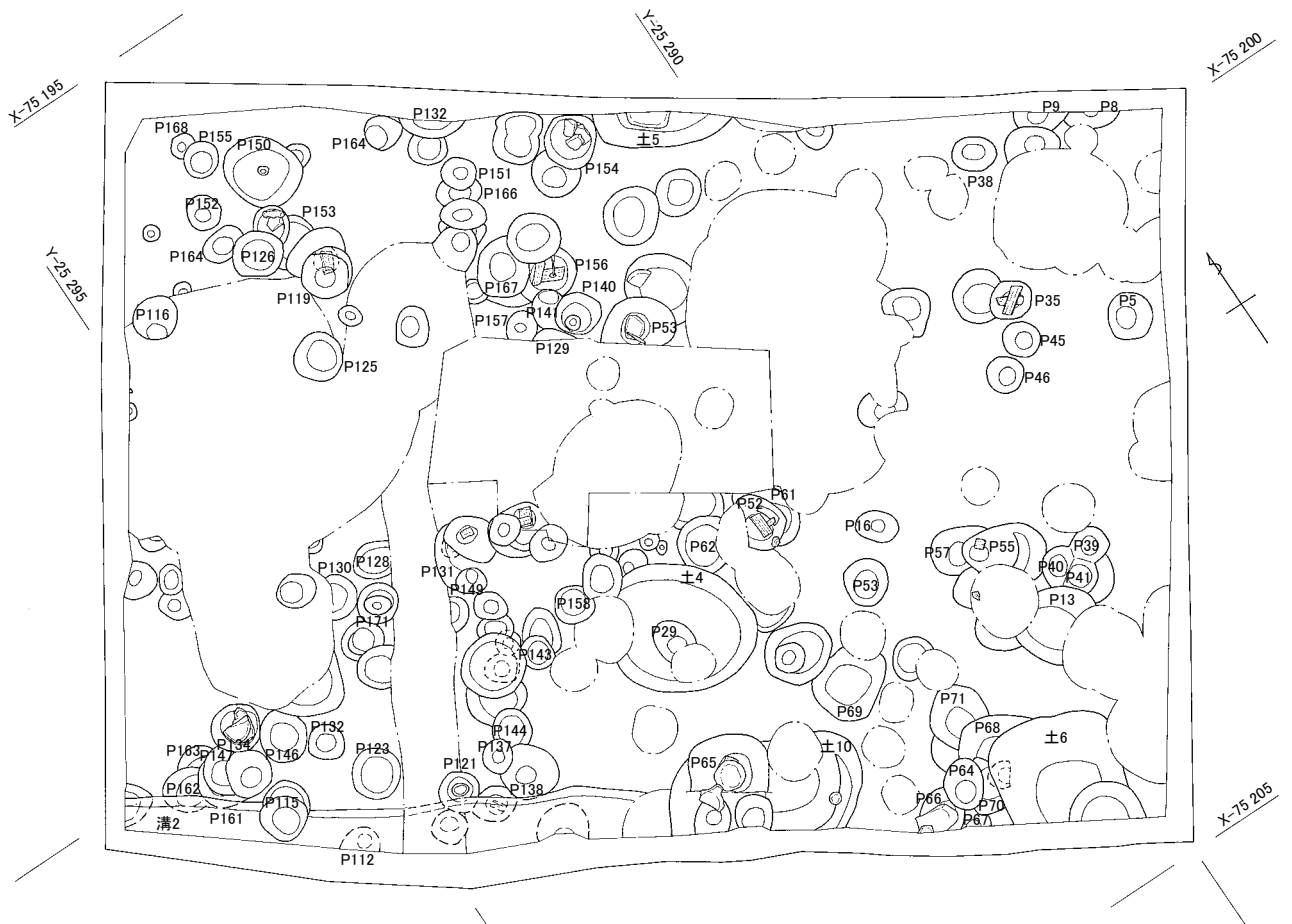 Y-25 290
X-75 200
X-75 195
P9
P8
P132
P168
P155
P164
P150
土5
P154
P151
P38
P166
P152
P153
P164
P126
P156
P167
P140
P119
P35
P5
P116
P141
P157
P53
P129
P45
P125
P46
Y-25 295
P61
P52
P16
P57
P55
P39
P62
P40
P41
P128
P130
P131
P149
土4
P53
P13
P158
P171
P29
P143
P69
P71
P68
土6
P144
P132
P134
P163
P147
P146
P137
土10
P123
P121
P65
P64
P162
P138
P115
P66
P70
P161
P67
溝2
P112
X-75 205